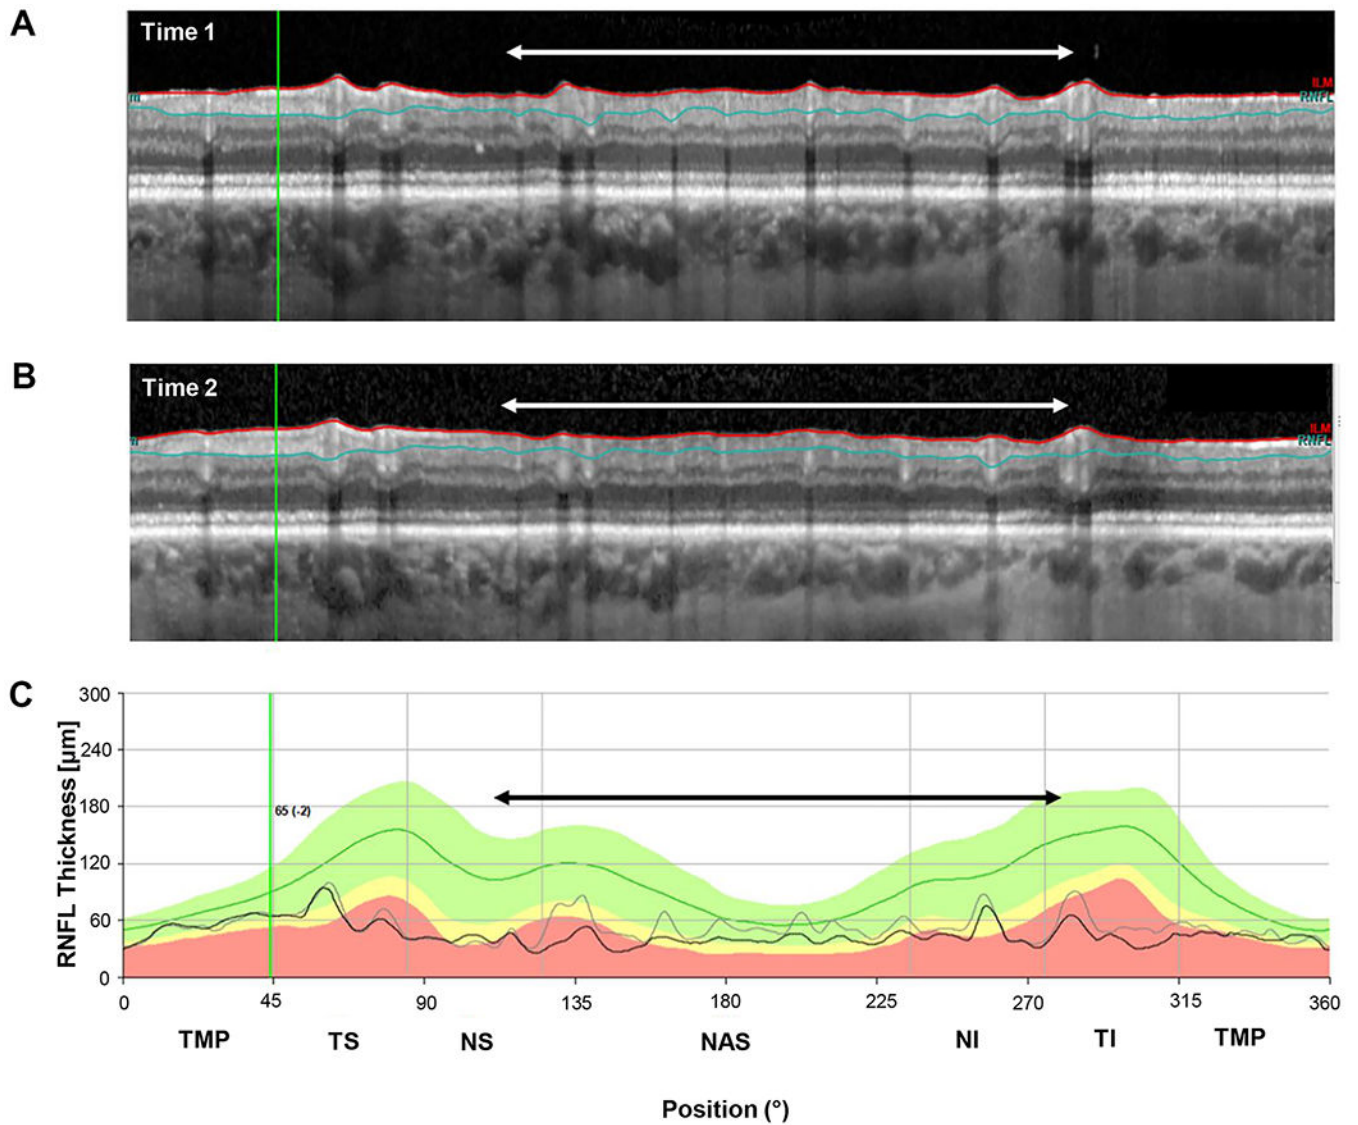 A
Time 1
ILM
RNFL
B
Time 2
ILM
RNFL
C
300
240
180
120
60
0
RNFL Thickness [µm]
65 (-2)
0 45 90 135 180 225 270 315 360
TMP TS NS NAS NI TI TMP
Position (°)